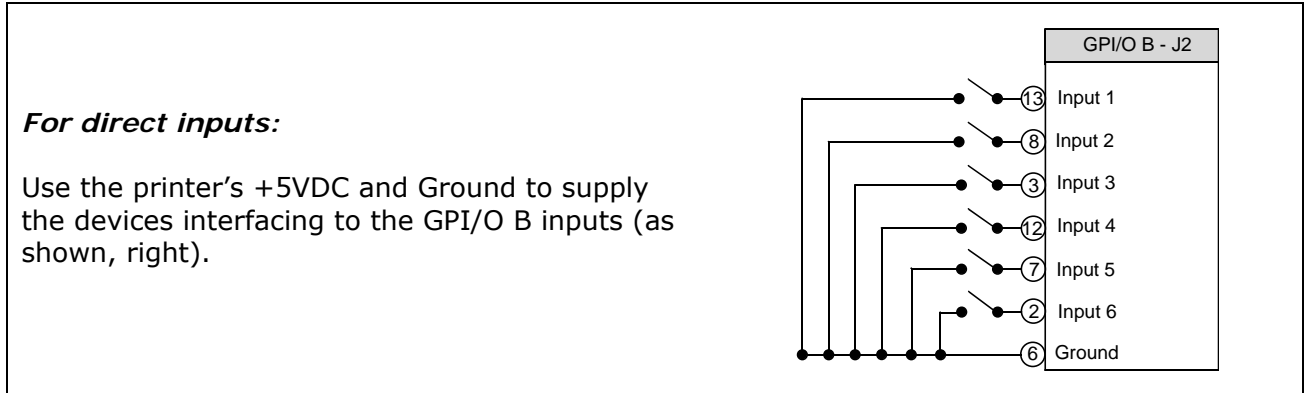 For direct inputs:
Use the printer’s +5VDC and Ground to supply
the devices interfacing to the GPI/O B inputs (as
shown, right).
GPI/O B - J2
13 Input 1
8 Input 2
3 Input 3
12 Input 4
7 Input 5
2 Input 6
6 Ground